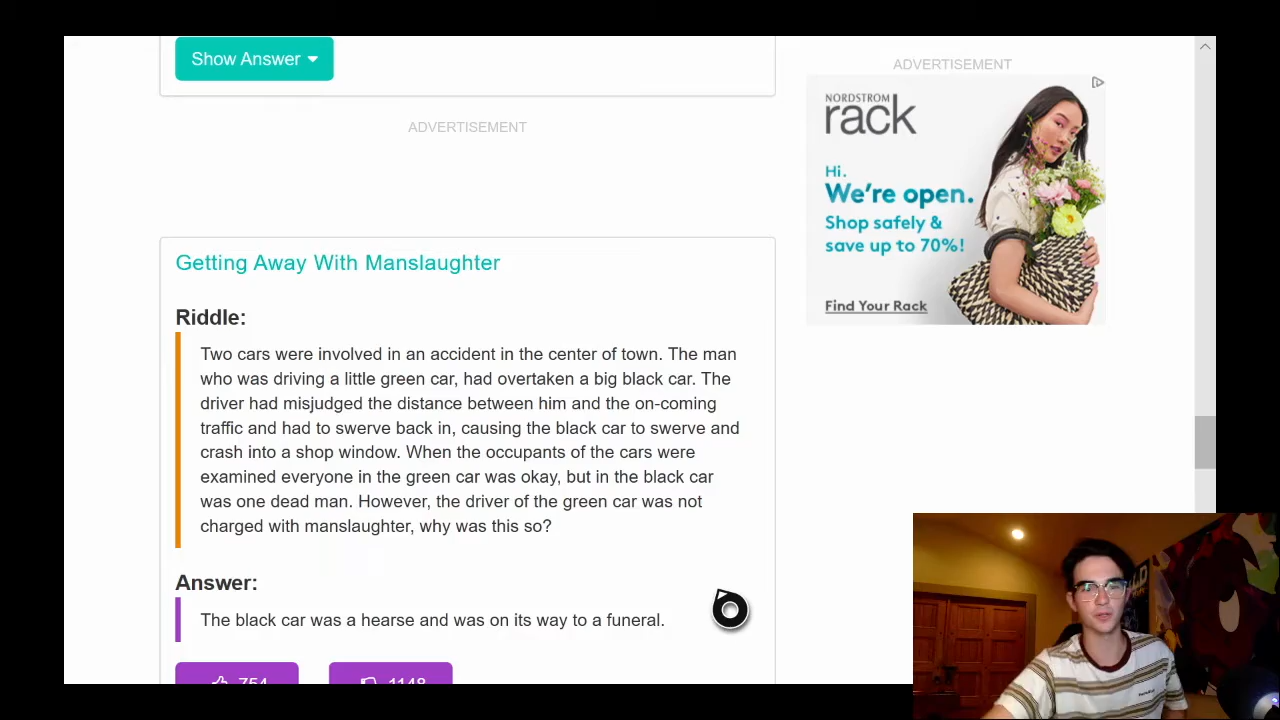 Show Answer
ADVERTISEMENT
ADVERTISEMENT
NORDSTROM
rack
Hi.
We're open.
Shop safely &
save up to 70%!
Find Your Rack
Getting Away With Manslaughter
Riddle:
Two cars were involved in an accident in the center of town. The man
who was driving a little green car, had overtaken a big black car. The
driver had misjudged the distance between him and the on-coming
traffic and had to swerve back in, causing the black car to swerve and
crash into a shop window. When the occupants of the cars were
examined everyone in the green car was okay, but in the black car
was one dead man. However, the driver of the green car was not
charged with manslaughter, why was this so?
Answer:
The black car was a hearse and was on its way to a funeral.
754
1148